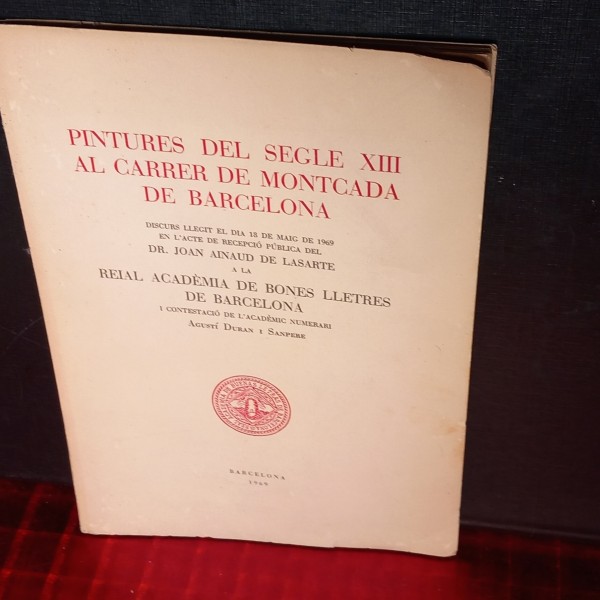 PINTURES DEL SEGLE XIII
AL CARRER DE MONTCADA
DE BARCELONA
DISCURS LLEGIT EL DIA 18 DE MAIG DE 1969
EN L'ACTE DE RECEPCIÓ PÚBLICA DEL
DR. JOAN AINAUD DE LASARTE
A LA
REIAL ACADÈMIA DE BONES LLETRES
DE BARCELONA
I CONTESTACIÓ DE L'ACADÈMIC NUMERARI
AGUSTÍ DURAN I SANPERE
BARCELONA
1969